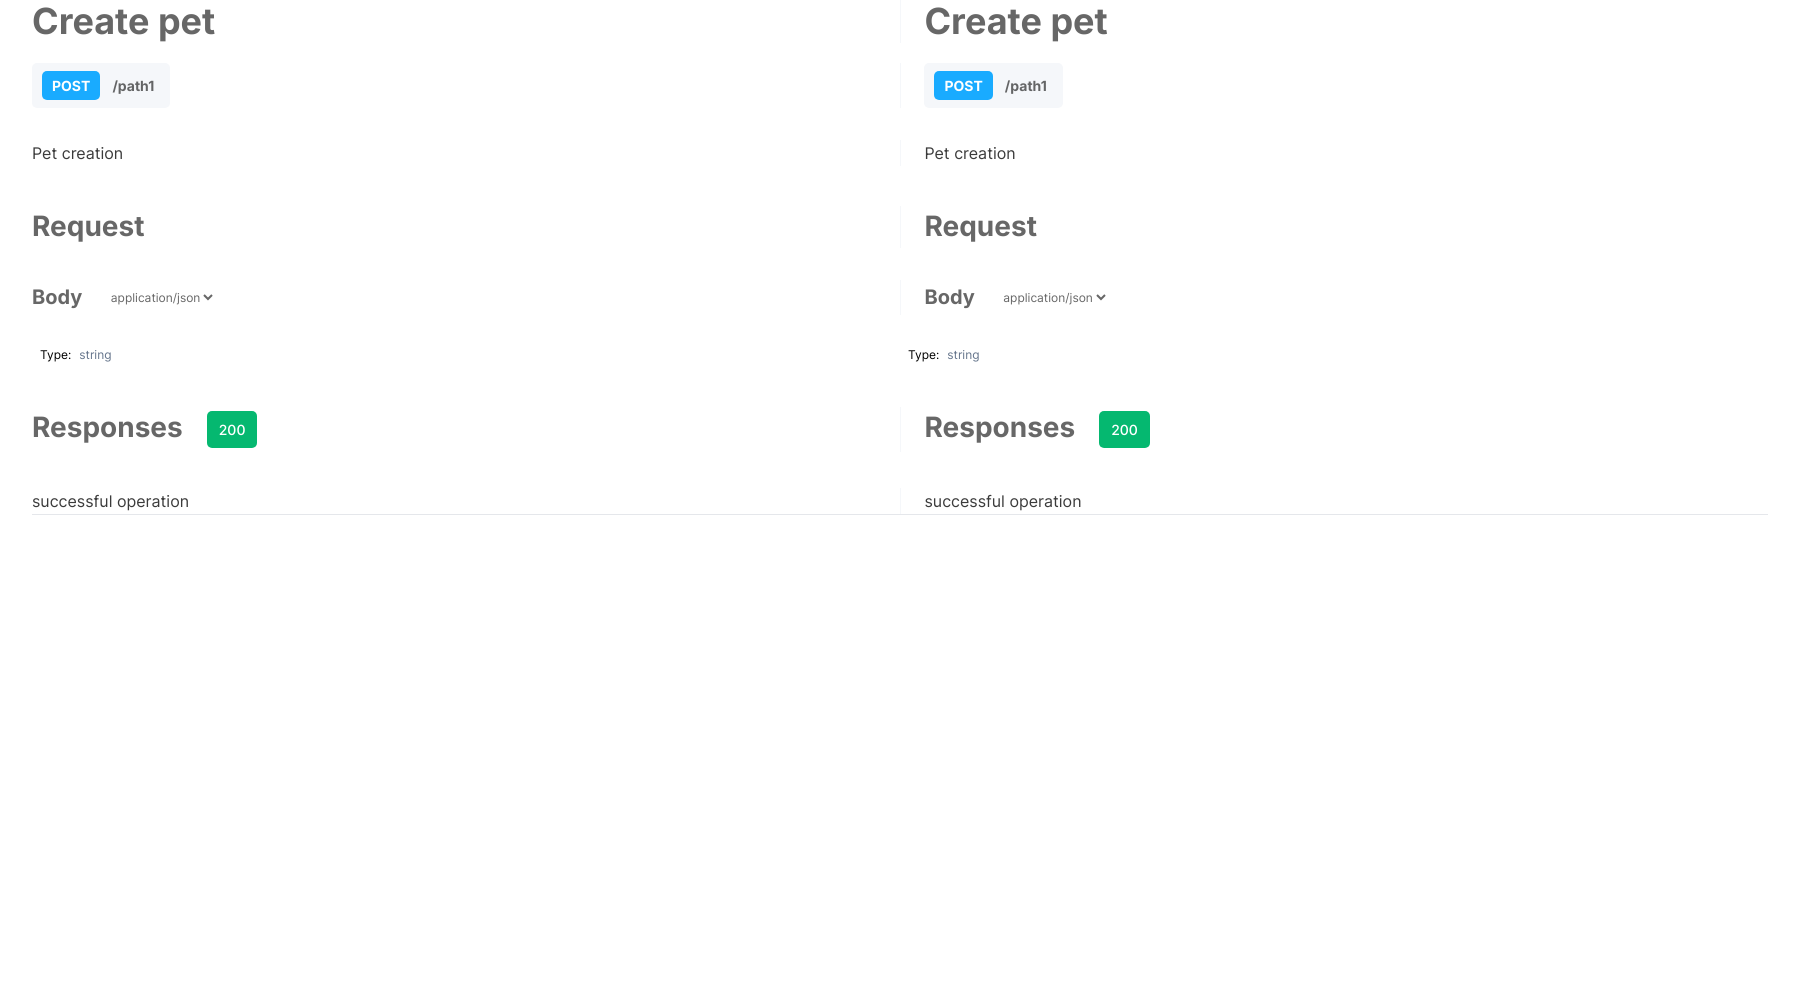 Create pet
POST /path1
Pet creation
Request
Body application/json
Type: string
Responses 200
successful operation
Create pet
POST /path1
Pet creation
Request
Body application/json
Type: string
Responses 200
successful operation